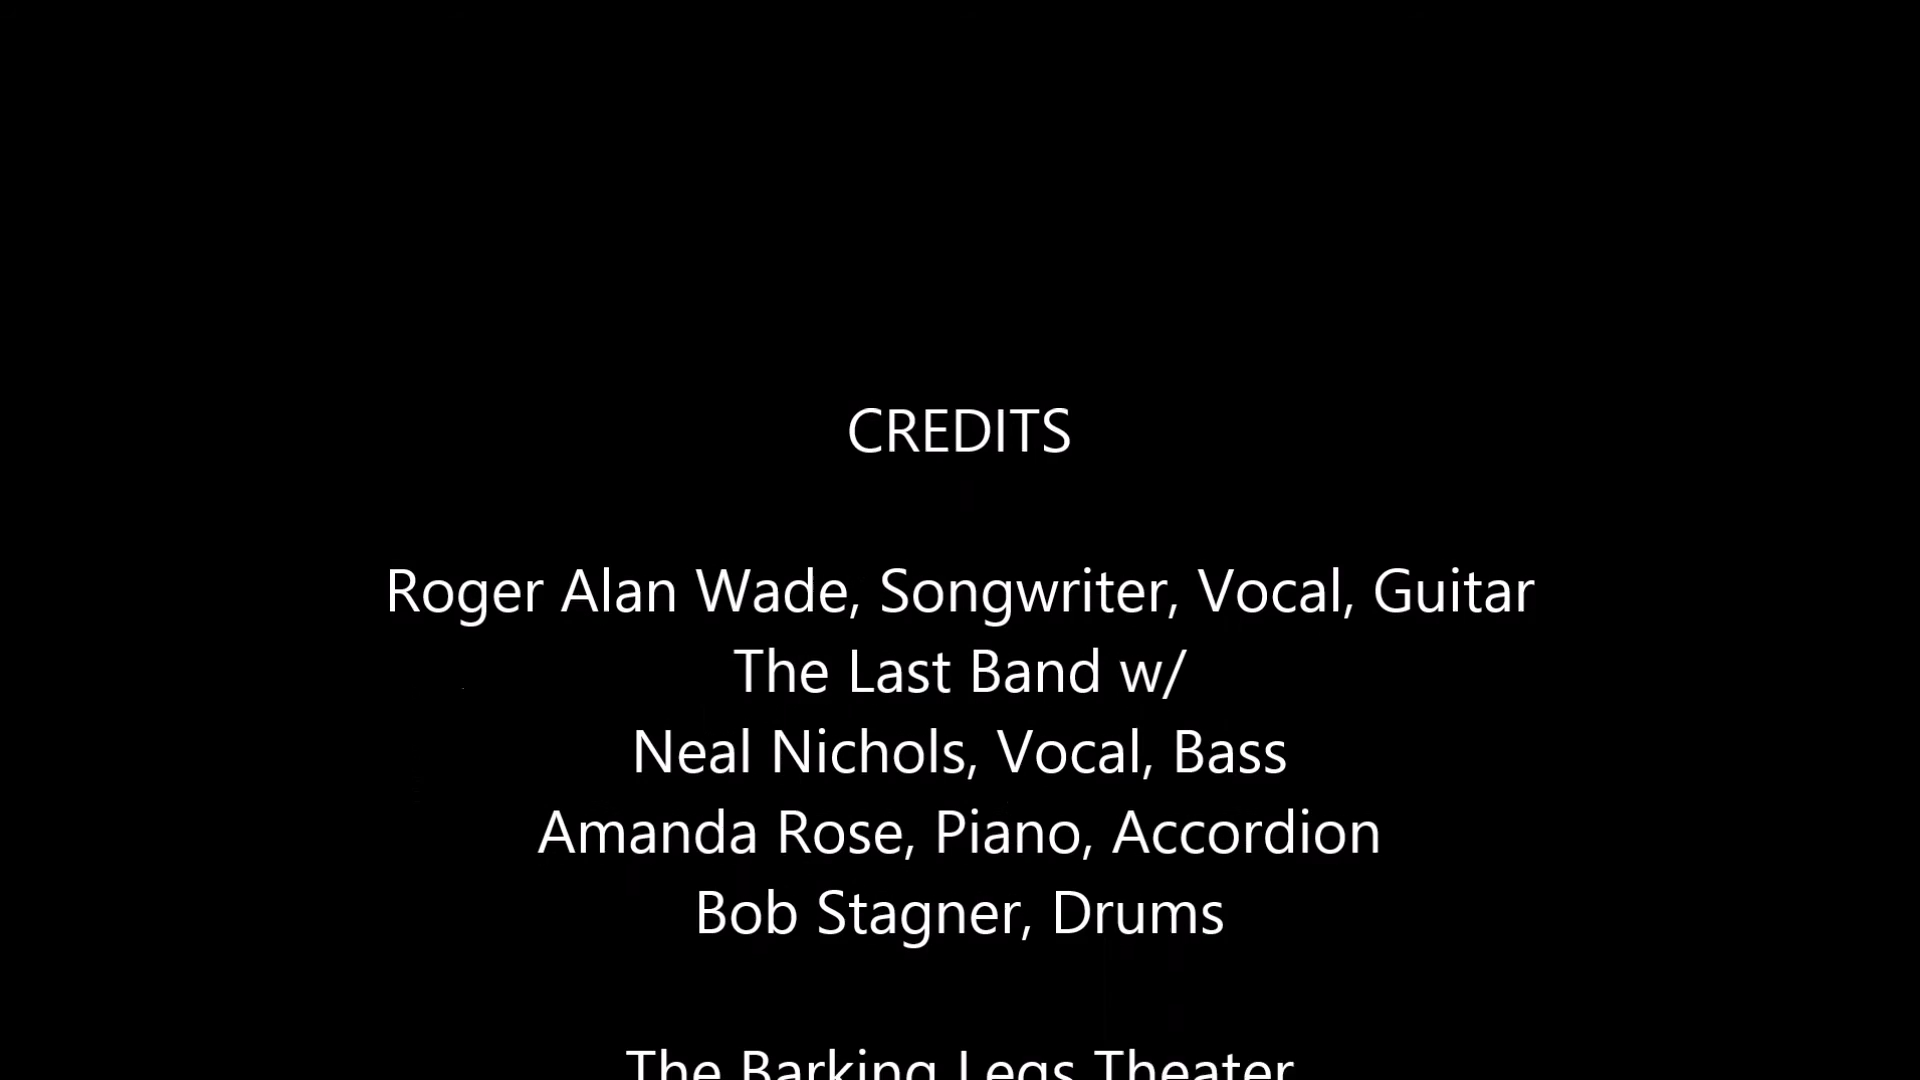 CREDITS
Roger Alan Wade, Songwriter, Vocal, Guitar
The Last Band w/
Neal Nichols, Vocal, Bass
Amanda Rose, Piano, Accordion
Bob Stagner, Drums
The Barking Legs Theater